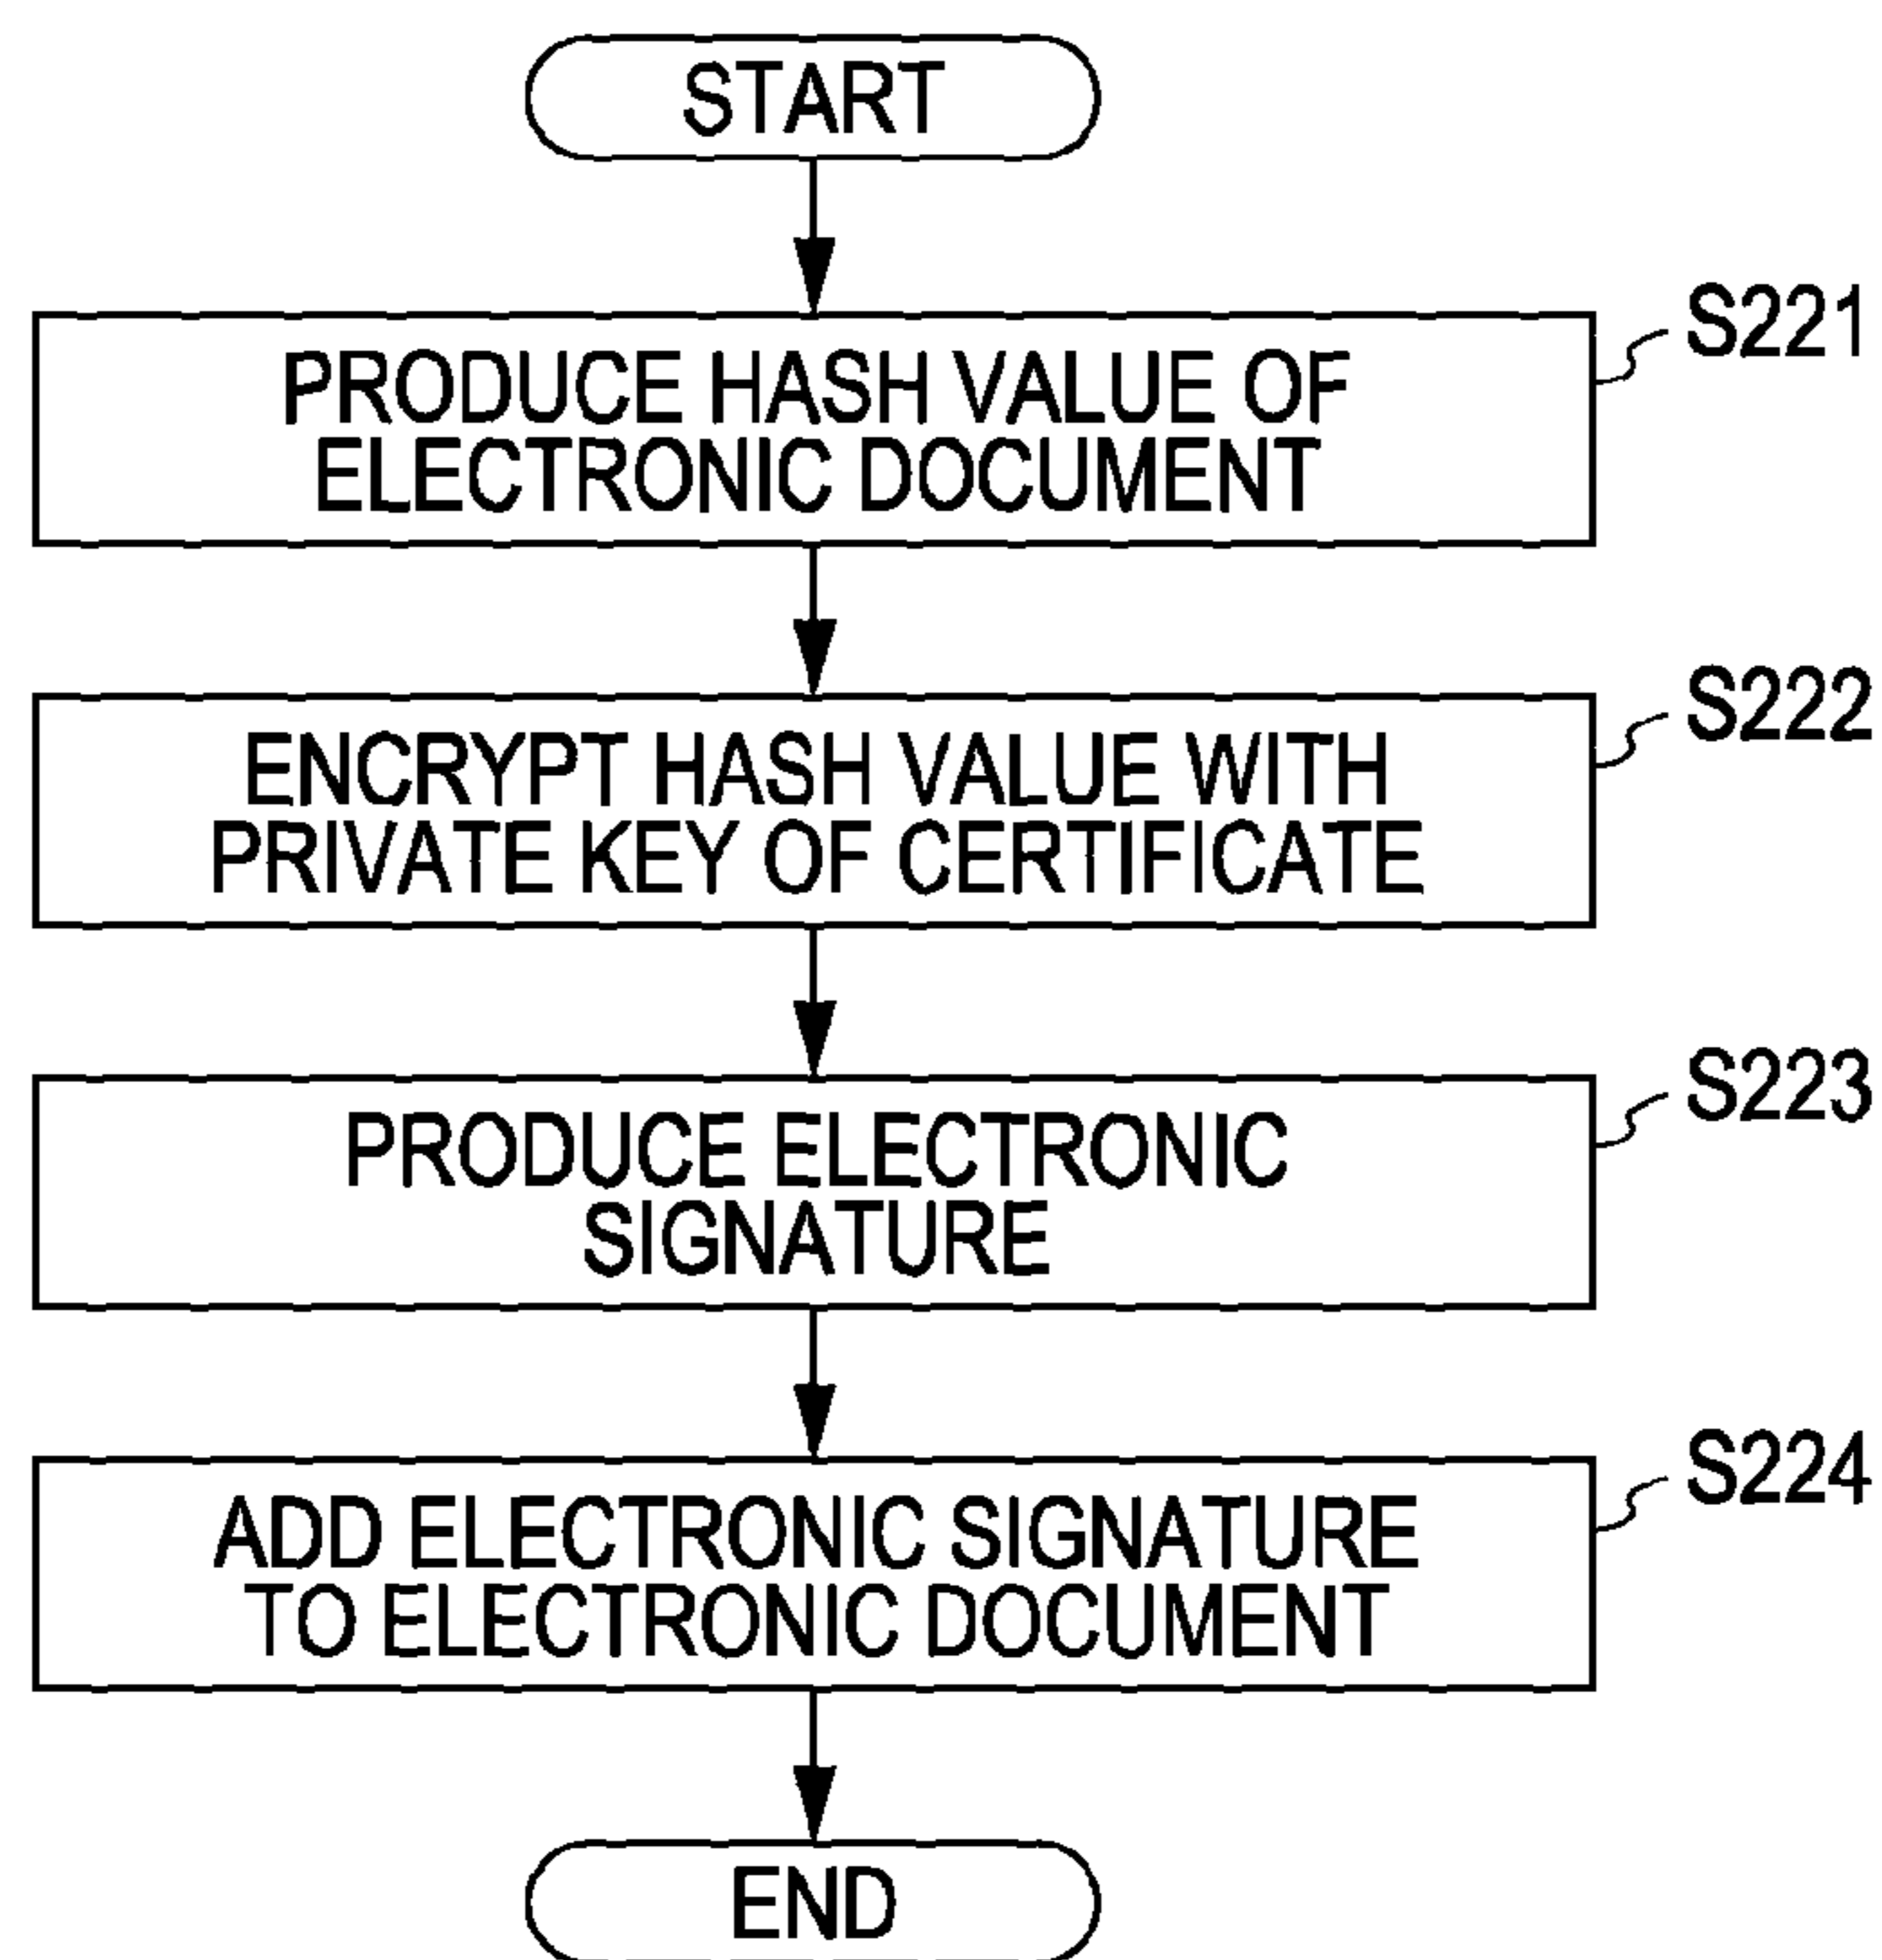 START
S221
PRODUCE HASH VALUE OF
ELECTRONIC DOCUMENT
S222
ENCRYPT HASH VALUE WITH
PRIVATE KEY OF CERTIFICATE
S223
PRODUCE ELECTRONIC
SIGNATURE
S224
ADD ELECTRONIC SIGNATURE
TO ELECTRONIC DOCUMENT
END